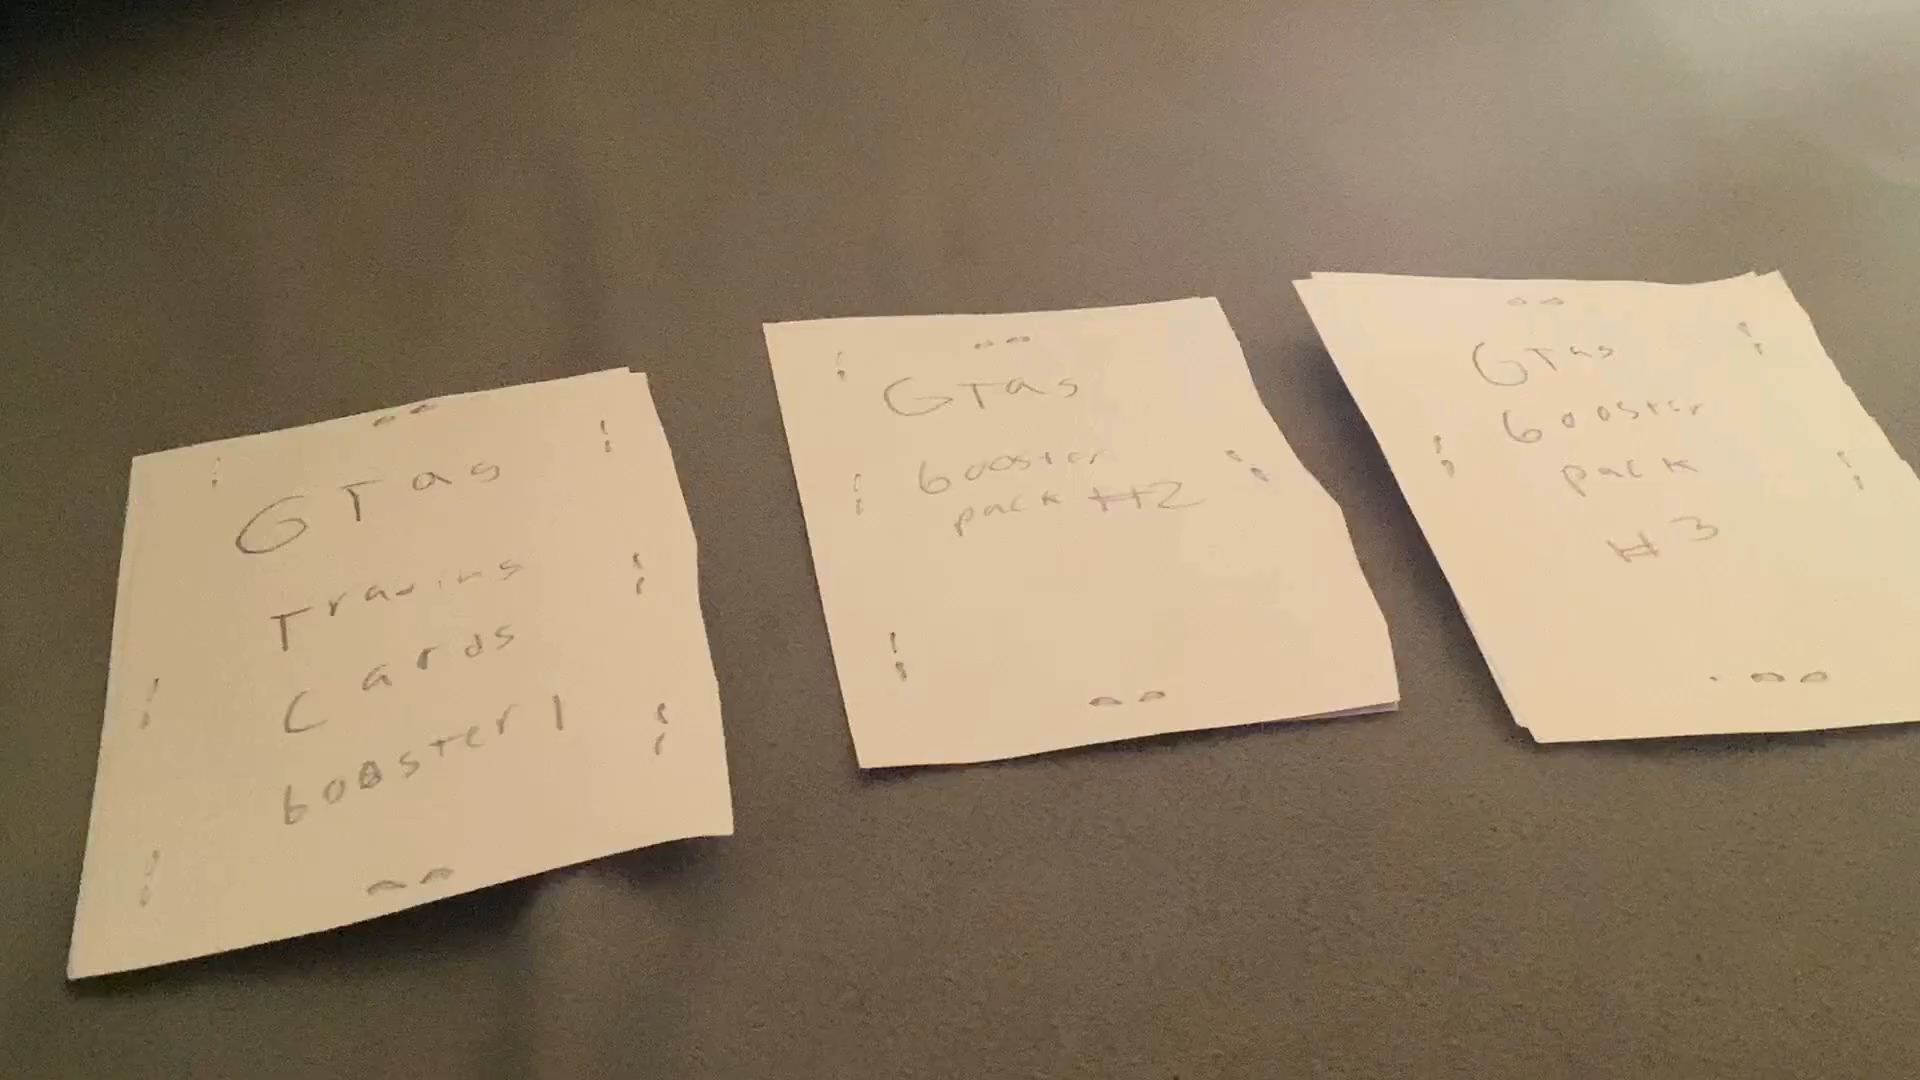 GTas
Trading
Cards
booster 1
GTas
booster
pack #2
GTas
booster
pack
#3